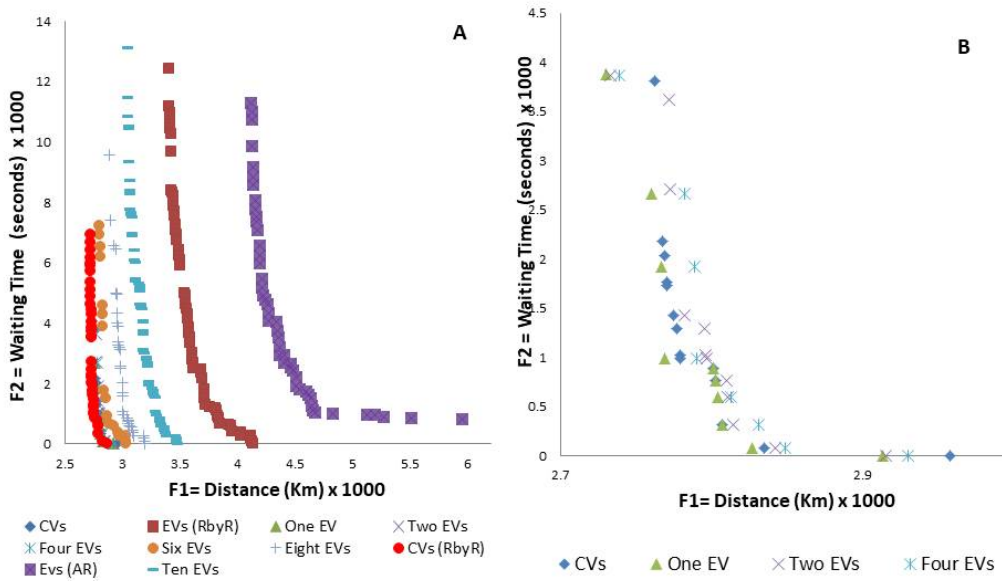 A
14
12
10
8
6
4
2
0
F2 = Waiting Time (seconds) x 1000
2.5 3 3.5 4 4.5 5 5.5 6
F1= Distance (Km) x 1000
CVs EVs (RbyR) One EV Two EVs
Four EVs Six EVs Eight EVs CVs (RbyR)
Evs (AR) Ten EVs
B
4.5
4
3.5
3
2.5
2
1.5
1
0.5
0
F2 = Waiting Time (seconds) x 1000
2.7 2.9
F1= Distance (Km) x 1000
CVs One EV Two EVs Four EVs